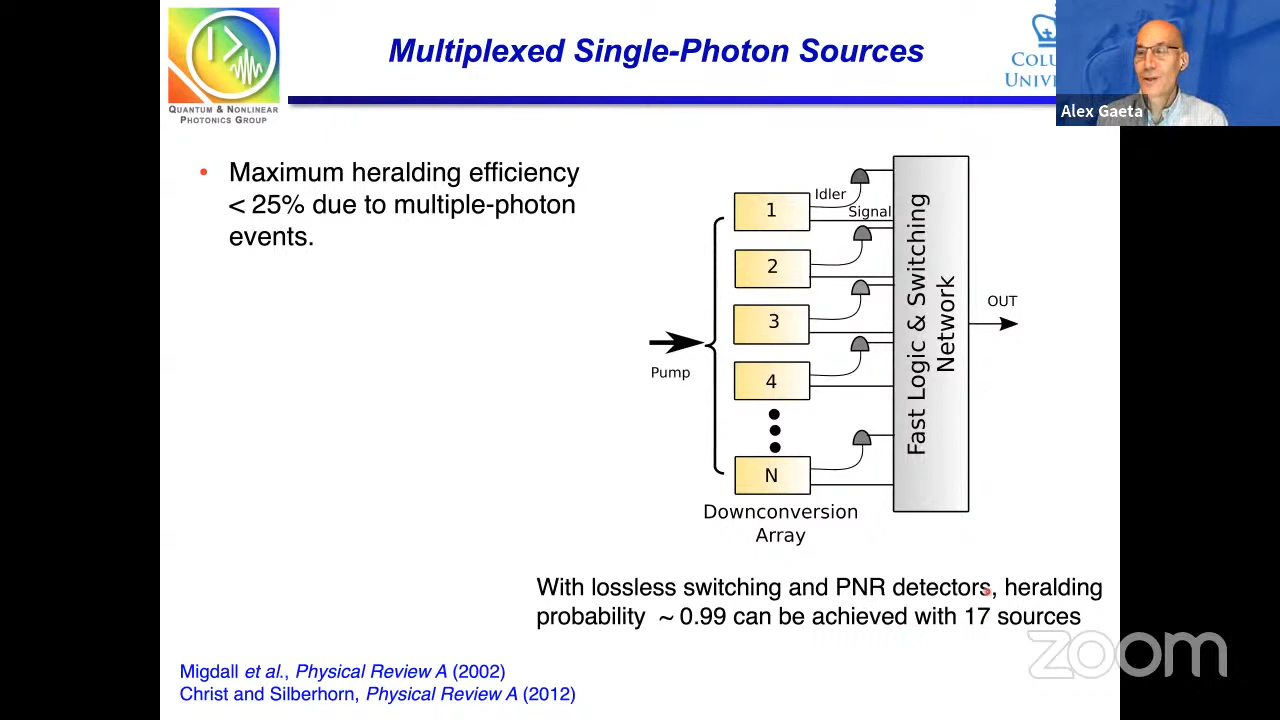 Multiplexed Single-Photon Sources
QUANTUM & NONLINEAR
PHOTONICS GROUP
Alex Gaeta
• Maximum heralding efficiency
< 25% due to multiple-photon
events.
Idler
Signal
1
2
3
4
N
Pump
Fast Logic & Switching
Network
OUT
Downconversion
Array
With lossless switching and PNR detectors, heralding
probability ~ 0.99 can be achieved with 17 sources
zoom
Migdall et al., Physical Review A (2002)
Christ and Silberhorn, Physical Review A (2012)